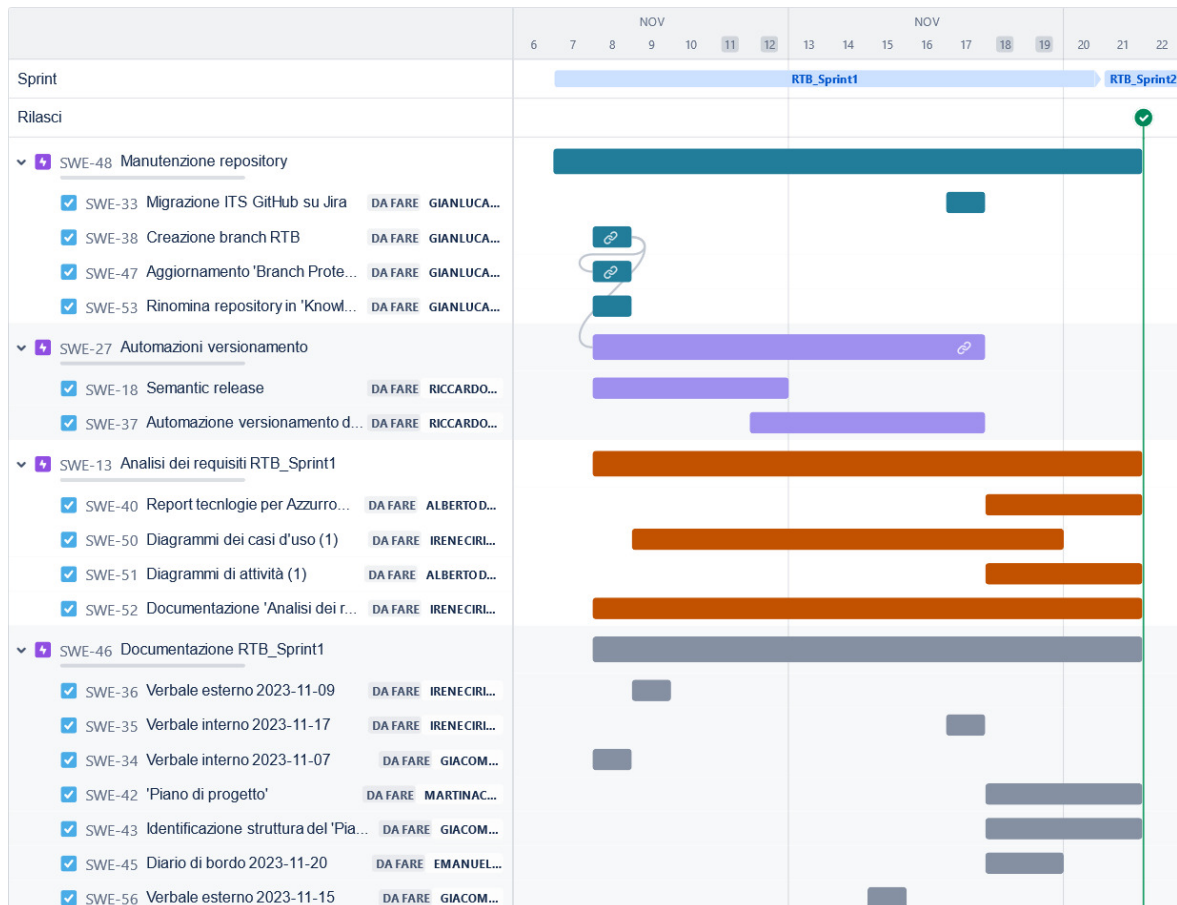 NOV NOV
6 7 8 9 10 11 12 13 14 15 16 17 18 19 20 21 22
Sprint RTB_Sprint1 RTB_Sprint2
Rilasci
SWE-48 Manutenzione repository
SWE-33 Migrazione ITS GitHub su Jira DA FARE GIANLUCA...
SWE-38 Creazione branch RTB DA FARE GIANLUCA...
SWE-47 Aggiornamento 'Branch Prote... DA FARE GIANLUCA...
SWE-53 Rinomina repository in 'Knowl... DA FARE GIANLUCA...
SWE-27 Automazioni versionamento
SWE-18 Semantic release DA FARE RICCARDO...
SWE-37 Automazione versionamento d... DA FARE RICCARDO...
SWE-13 Analisi dei requisiti RTB_Sprint1
SWE-40 Report tecnlogie per Azzurro... DA FARE ALBERTO D...
SWE-50 Diagrammi dei casi d'uso (1) DA FARE IRENE CIRI...
SWE-51 Diagrammi di attività (1) DA FARE ALBERTO D...
SWE-52 Documentazione 'Analisi dei r... DA FARE IRENE CIRI...
SWE-46 Documentazione RTB_Sprint1
SWE-36 Verbale esterno 2023-11-09 DA FARE IRENE CIRI...
SWE-35 Verbale interno 2023-11-17 DA FARE IRENE CIRI...
SWE-34 Verbale interno 2023-11-07 DA FARE GIACOM...
SWE-42 'Piano di progetto' DA FARE MARTINA C...
SWE-43 Identificazione struttura del 'Pia... DA FARE GIACOM...
SWE-45 Diario di bordo 2023-11-20 DA FARE EMANUEL...
SWE-56 Verbale esterno 2023-11-15 DA FARE GIACOM...